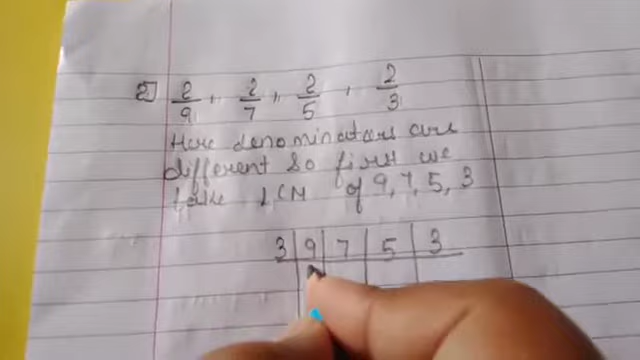 2] 2/9, 2/7, 2/5, 2/3
Here denominators are
different So first we
take LCM of 9, 7, 5, 3
3 9 7 5 3